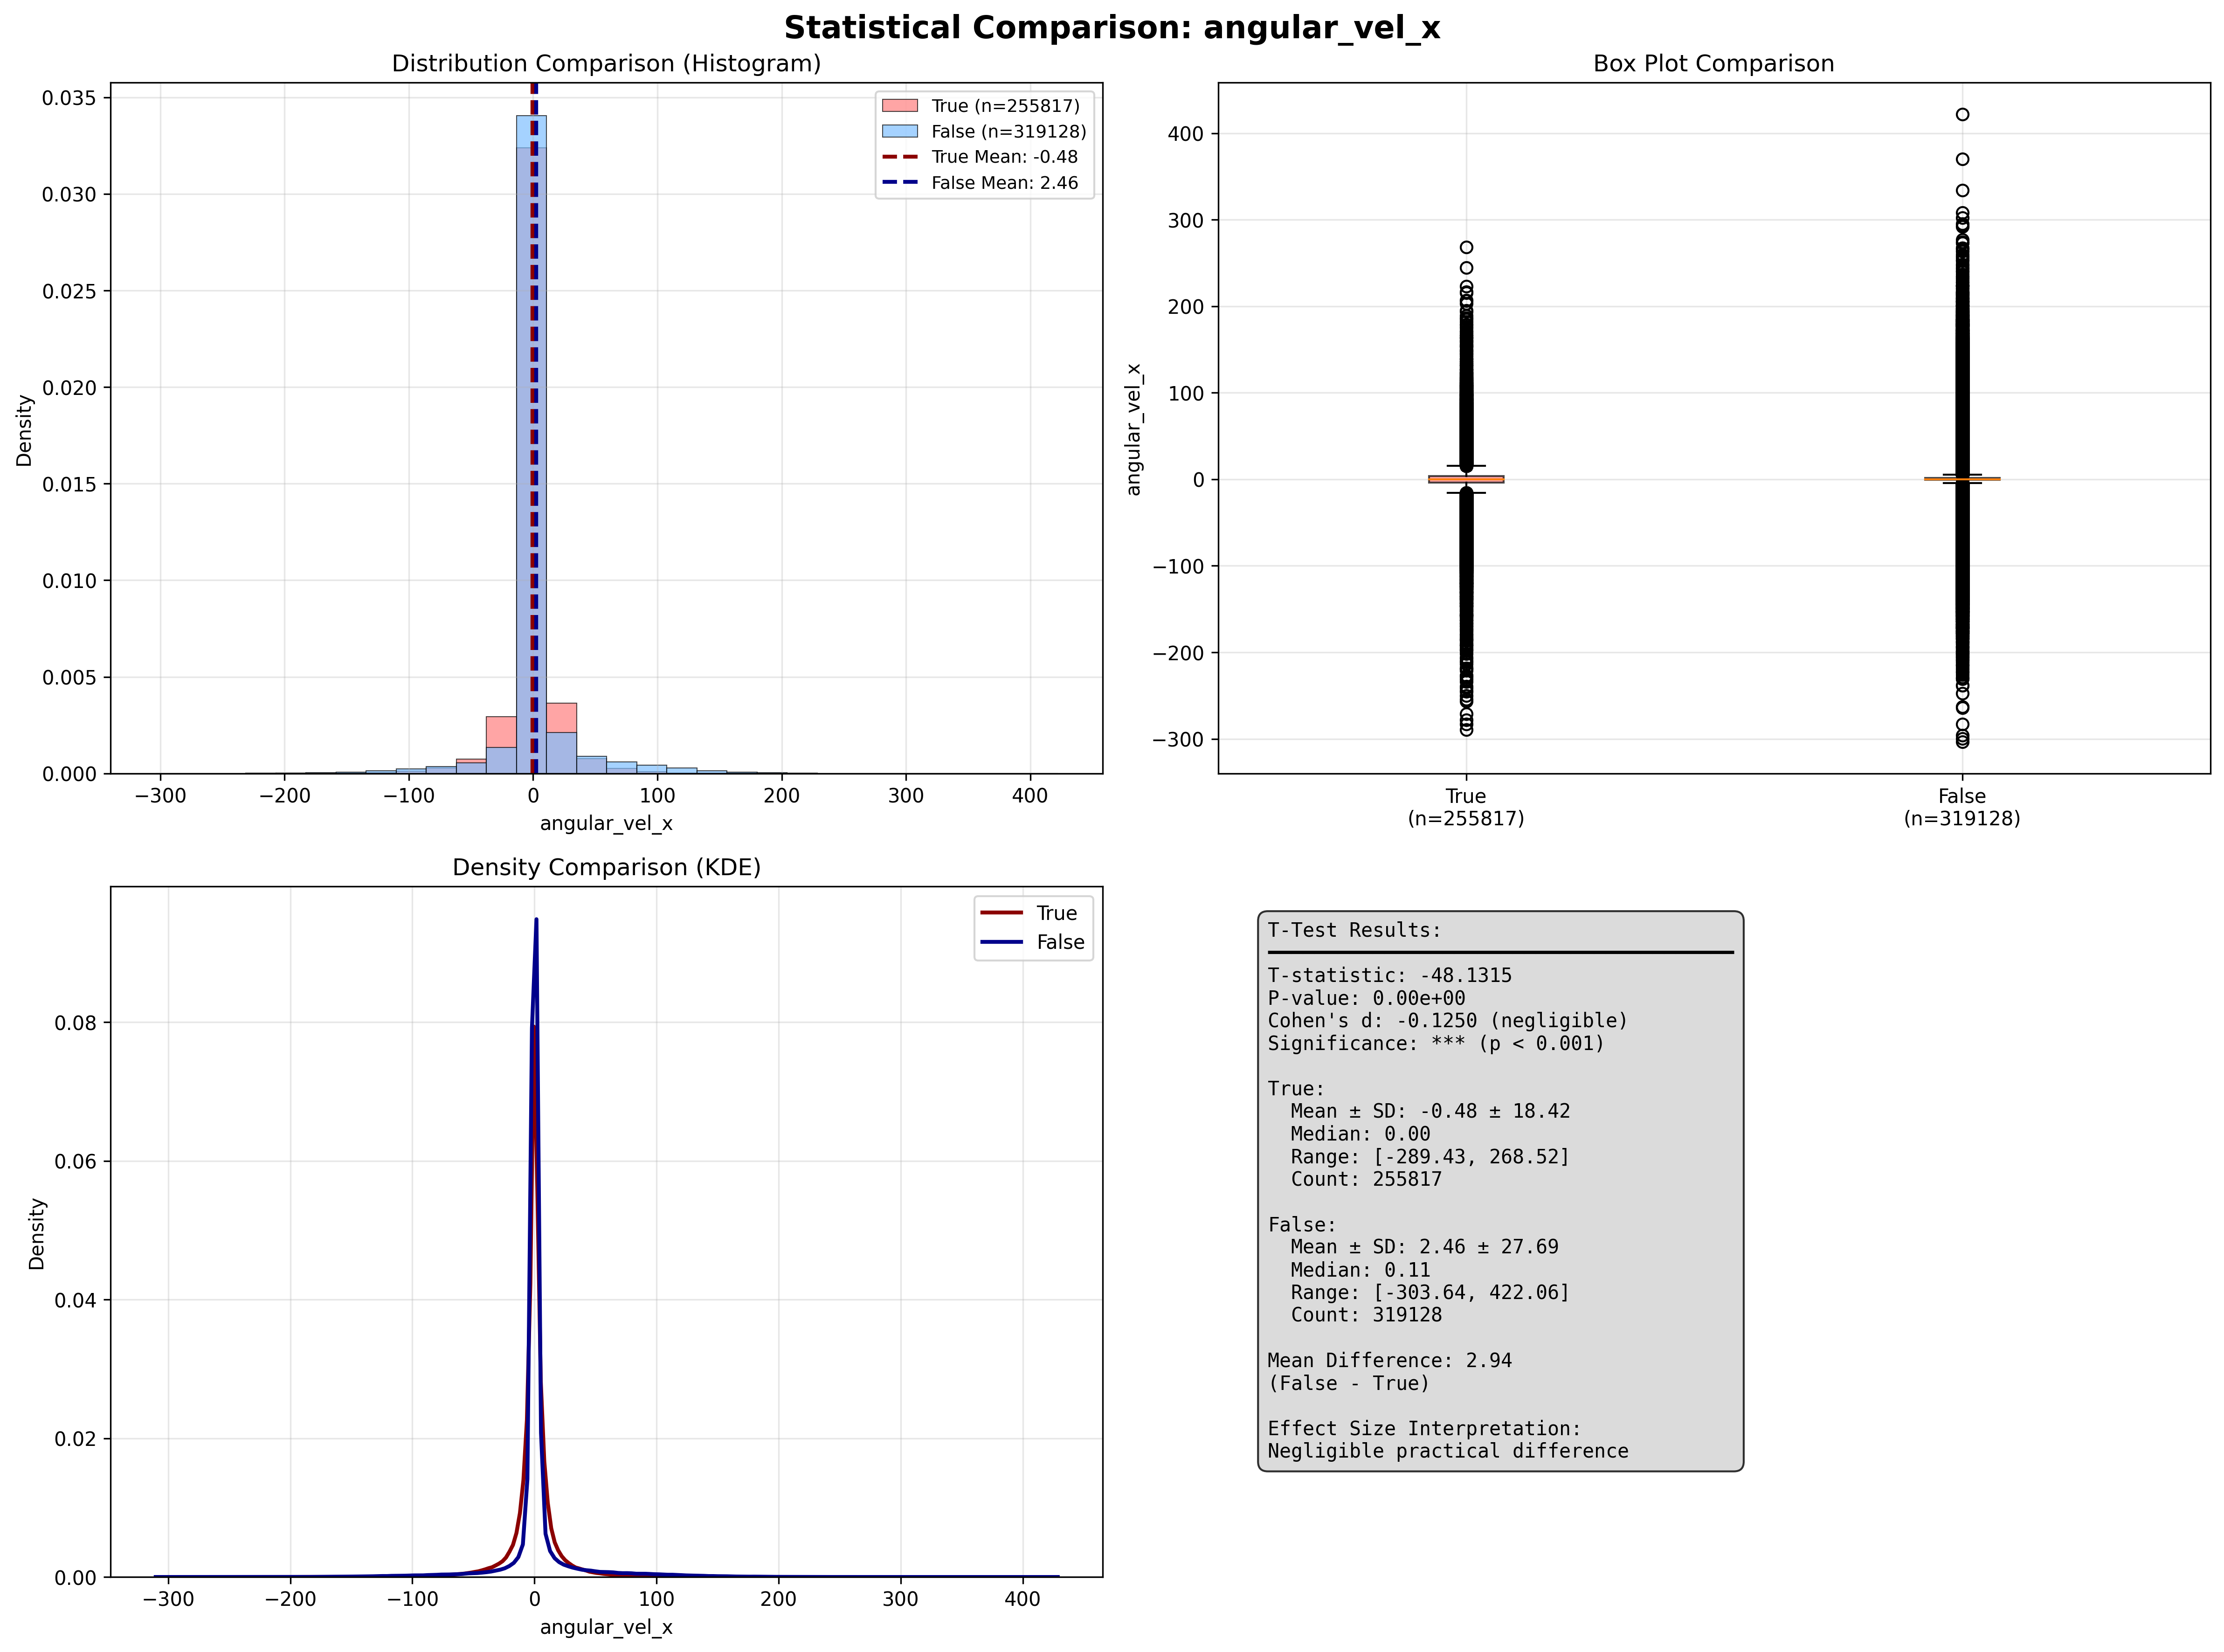 Statistical Comparison: angular_vel_x
Distribution Comparison (Histogram)
0.035
0.030
0.025
0.020
0.015
0.010
0.005
0.000
Density
−300
−200
−100
0
100
200
300
400
angular_vel_x
True (n=255817)
False (n=319128)
True Mean: -0.48
False Mean: 2.46
Box Plot Comparison
400
300
200
100
0
−100
−200
−300
angular_vel_x
True
(n=255817)
False
(n=319128)
Density Comparison (KDE)
0.08
0.06
0.04
0.02
0.00
Density
−300
−200
−100
0
100
200
300
400
angular_vel_x
True
False
T-Test Results:
T-statistic: -48.1315
P-value: 0.00e+00
Cohen's d: -0.1250 (negligible)
Significance: *** (p < 0.001)
True:
Mean ± SD: -0.48 ± 18.42
Median: 0.00
Range: [-289.43, 268.52]
Count: 255817
False:
Mean ± SD: 2.46 ± 27.69
Median: 0.11
Range: [-303.64, 422.06]
Count: 319128
Mean Difference: 2.94
(False - True)
Effect Size Interpretation:
Negligible practical difference